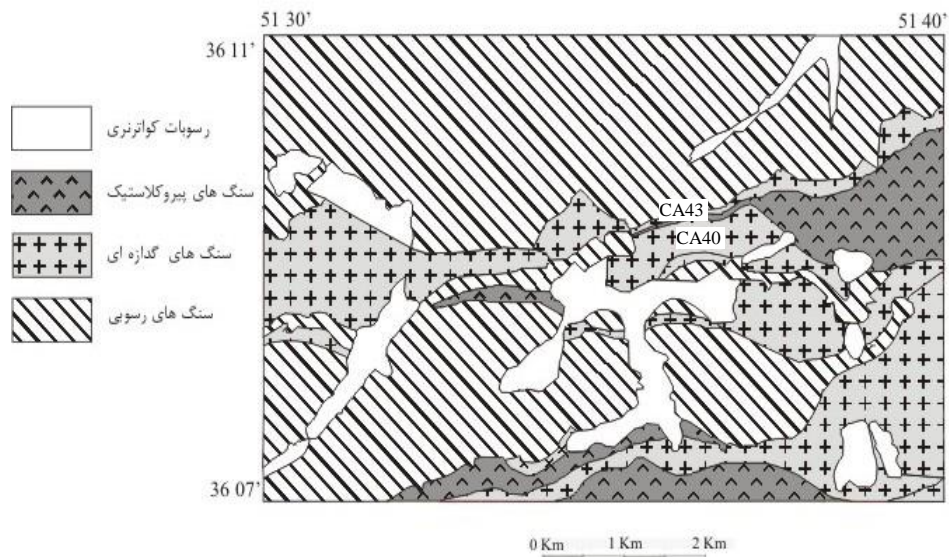 51 30'
51 40'
36 11'
رسوبات کواترنری
سنگ های پیروکلاستیک
سنگ های گدازه ای
سنگ های رسوبی
CA43
CA40
36 07'
0 Km 1 Km 2 Km